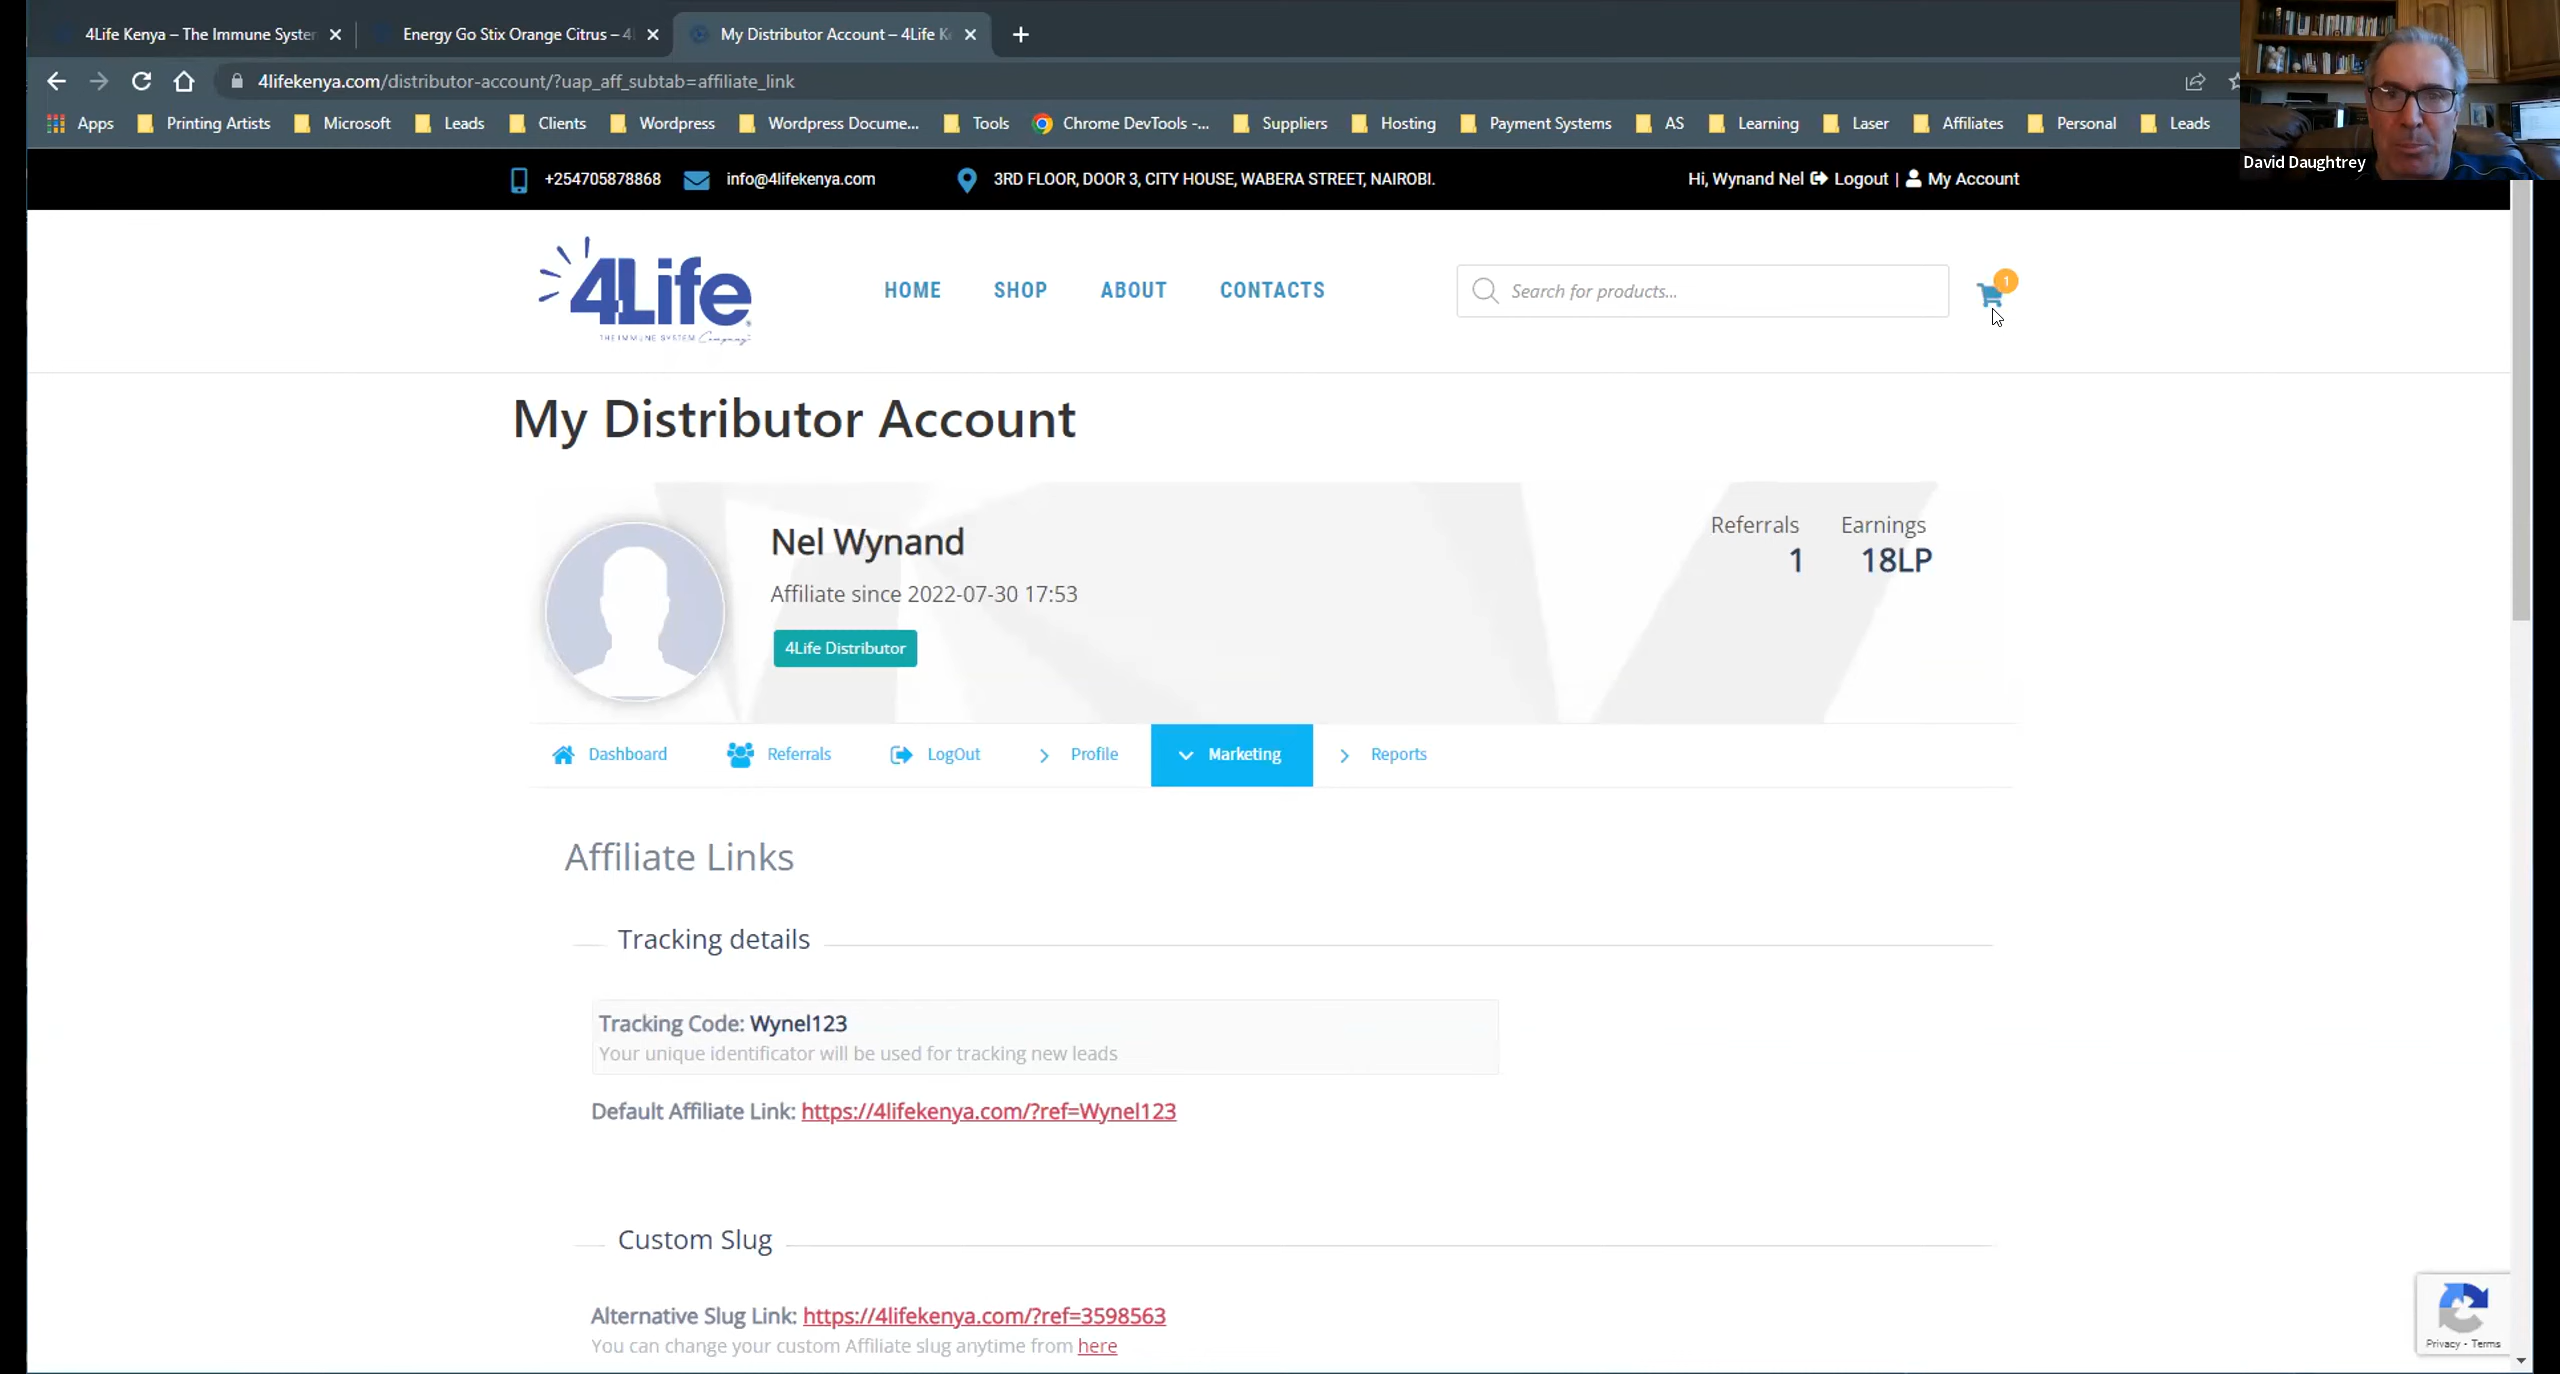 4Life Kenya – The Immune Syster
Energy Go Stix Orange Citrus – 4
My Distributor Account – 4Life K
4lifekenya.com/distributor-account/?uap_aff_subtab=affiliate_link
Apps Printing Artists Microsoft Leads Clients Wordpress Wordpress Docume... Tools Chrome DevTools -... Suppliers Hosting Payment Systems AS Learning Laser Affiliates Personal Leads
David Daughtrey
+254705878868 info@4lifekenya.com 3RD FLOOR, DOOR 3, CITY HOUSE, WABERA STREET, NAIROBI. Hi, Wynand Nel Logout | My Account
4Life
THE IMMUNE SYSTEM Company
HOME SHOP ABOUT CONTACTS
Search for products...
1
My Distributor Account
Nel Wynand
Affiliate since 2022-07-30 17:53
4Life Distributor
Referrals Earnings
1 18LP
Dashboard Referrals LogOut Profile Marketing Reports
Affiliate Links
Tracking details
Tracking Code: Wynel123
Your unique identificator will be used for tracking new leads
Default Affiliate Link: https://4lifekenya.com/?ref=Wynel123
Custom Slug
Alternative Slug Link: https://4lifekenya.com/?ref=3598563
You can change your custom Affiliate slug anytime from here
Privacy - Terms